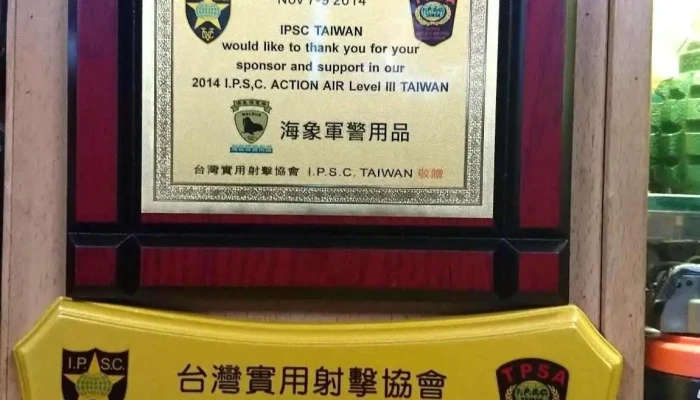 Nov 7-9 2014
IPSC TAIWAN
would like to thank you for your
sponsor and support in our
2014 I.P.S,C. ACTION AIR Level III TAIWAN
WALRUS
海象軍警用品
台灣實用射擊協會 I.P.S.C. TAIWAN 敬贈
I.P.S.C.
台灣實用射擊協會
TPSA